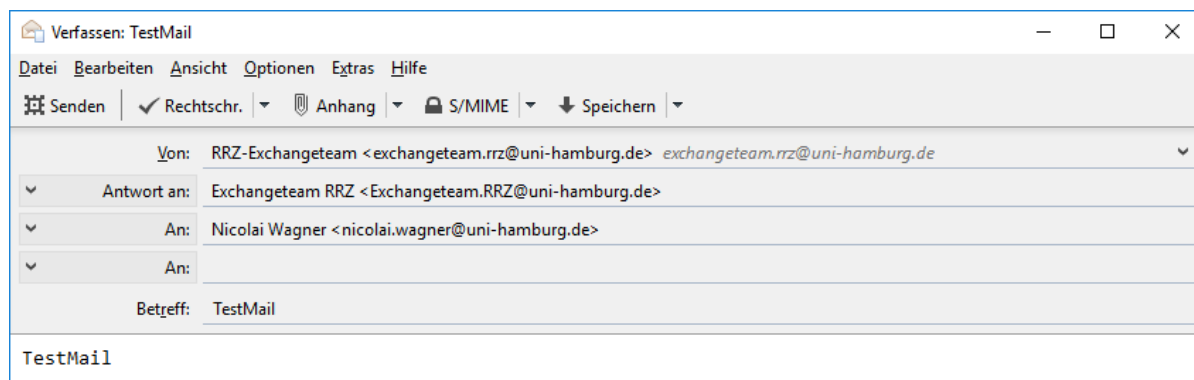 Verfassen: TestMail
Datei Bearbeiten Ansicht Optionen Extras Hilfe
Senden Rechtschr. Anhang S/MIME Speichern
Von: RRZ-Exchangeteam <exchangeteam.rrz@uni-hamburg.de> exchangeteam.rrz@uni-hamburg.de
Antwort an: Exchangeteam RRZ <Exchangeteam.RRZ@uni-hamburg.de>
An: Nicolai Wagner <nicolai.wagner@uni-hamburg.de>
An:
Betreff: TestMail
TestMail